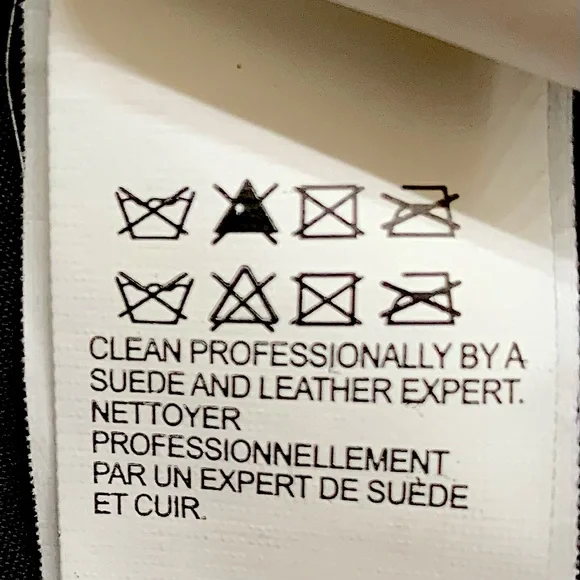 CLEAN PROFESSIONALLY BY A
SUEDE AND LEATHER EXPERT.
NETTOYER
PROFESSIONNELLEMENT
PAR UN EXPERT DE SUÈDE
ET CUIR.